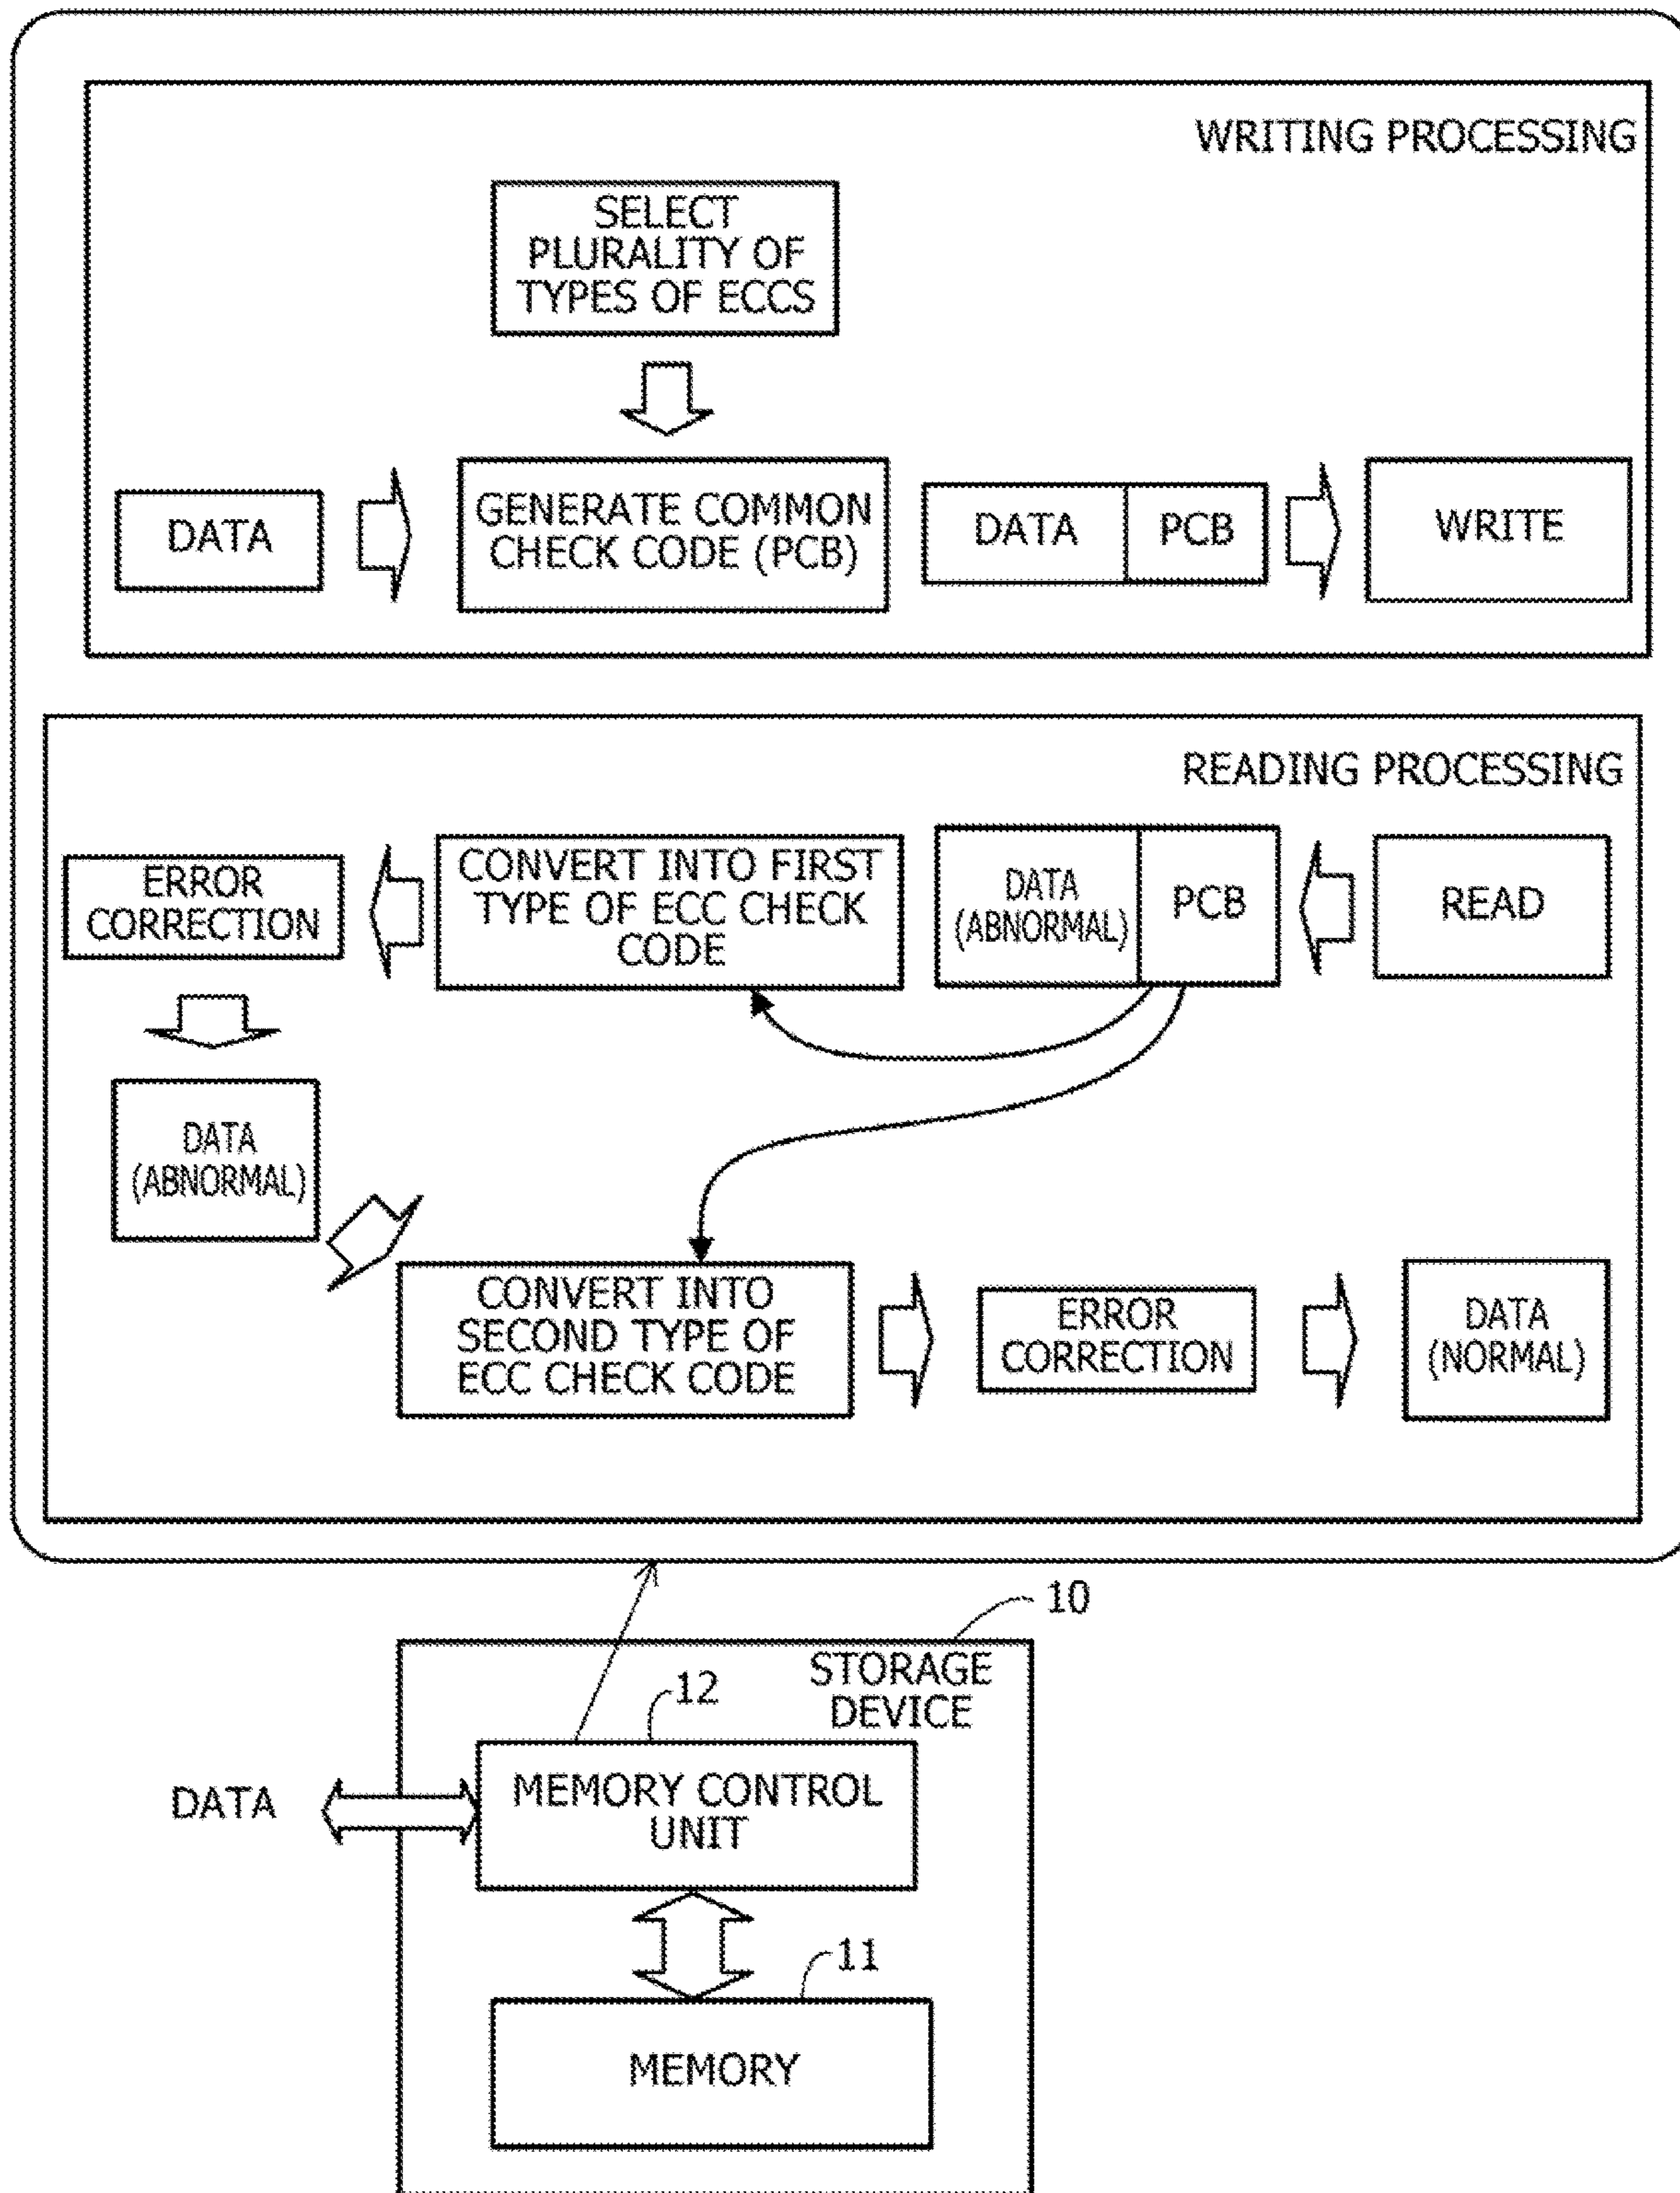 WRITING PROCESSING
SELECT
PLURALITY OF
TYPES OF ECCS
DATA
GENERATE COMMON
CHECK CODE (PCB)
DATA
PCB
WRITE
READING PROCESSING
ERROR
CORRECTION
CONVERT INTO FIRST
TYPE OF ECC CHECK
CODE
DATA
(ABNORMAL)
PCB
READ
DATA
(ABNORMAL)
CONVERT INTO
SECOND TYPE OF
ECC CHECK CODE
ERROR
CORRECTION
DATA
(NORMAL)
10
STORAGE
DEVICE
12
DATA
MEMORY CONTROL
UNIT
11
MEMORY